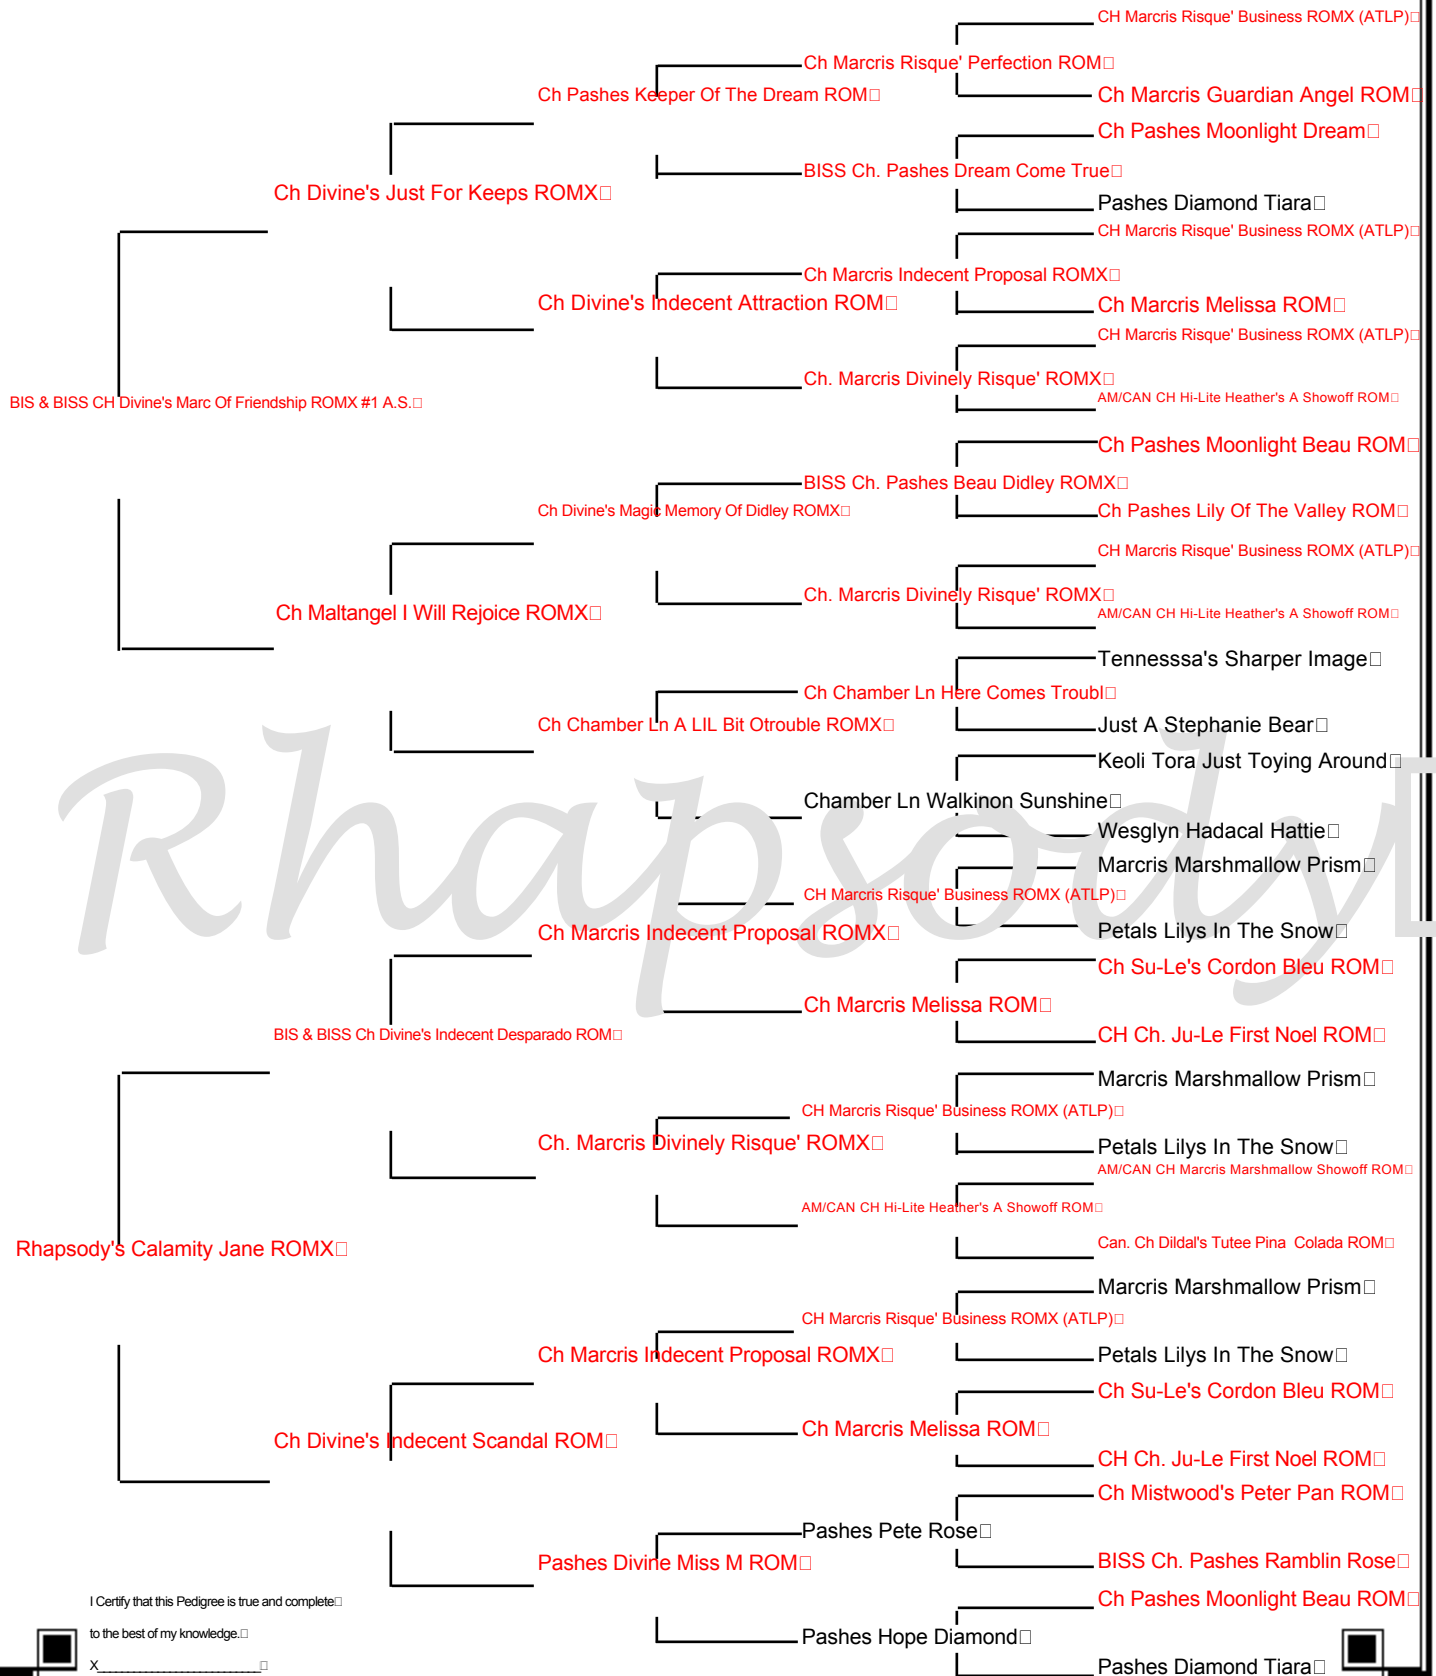 CH Marcris Risque' Business ROMX (ATLP)
Ch Marcris Risque' Perfection ROM
Ch Pashes Keeper Of The Dream ROM
Ch Marcris Guardian Angel ROM
Ch Pashes Moonlight Dream
BISS Ch. Pashes Dream Come True
Ch Divine's Just For Keeps ROMX
Pashes Diamond Tiara
CH Marcris Risque' Business ROMX (ATLP)
Ch Marcris Indecent Proposal ROMX
Ch Divine's Indecent Attraction ROM
Ch Marcris Melissa ROM
CH Marcris Risque' Business ROMX (ATLP)
Ch. Marcris Divinely Risque' ROMX
AM/CAN CH Hi-Lite Heather's A Showoff ROM
BIS & BISS CH Divine's Marc Of Friendship ROMX #1 A.S.
Ch Pashes Moonlight Beau ROM
BISS Ch. Pashes Beau Didley ROMX
Ch Divine's Magic Memory Of Didley ROMX
Ch Pashes Lily Of The Valley ROM
CH Marcris Risque' Business ROMX (ATLP)
Ch. Marcris Divinely Risque' ROMX
Ch Maltangel I Will Rejoice ROMX
AM/CAN CH Hi-Lite Heather's A Showoff ROM
Tennesssa's Sharper Image
Ch Chamber Ln Here Comes Troubl
Ch Chamber Ln A LIL Bit Otrouble ROMX
Just A Stephanie Bear
Keoli Tora Just Toying Around
Chamber Ln Walkinon Sunshine
Wesglyn Hadacal Hattie
Rhapsody
Marcris Marshmallow Prism
CH Marcris Risque' Business ROMX (ATLP)
Ch Marcris Indecent Proposal ROMX
Petals Lilys In The Snow
Ch Su-Le's Cordon Bleu ROM
Ch Marcris Melissa ROM
BIS & BISS Ch Divine's Indecent Desparado ROM
CH Ch. Ju-Le First Noel ROM
Marcris Marshmallow Prism
CH Marcris Risque' Business ROMX (ATLP)
Ch. Marcris Divinely Risque' ROMX
Petals Lilys In The Snow
AM/CAN CH Marcris Marshmallow Showoff ROM
AM/CAN CH Hi-Lite Heather's A Showoff ROM
Can. Ch Dildal's Tutee Pina  Colada ROM
Rhapsody's Calamity Jane ROMX
Marcris Marshmallow Prism
CH Marcris Risque' Business ROMX (ATLP)
Ch Marcris Indecent Proposal ROMX
Petals Lilys In The Snow
Ch Su-Le's Cordon Bleu ROM
Ch Marcris Melissa ROM
Ch Divine's Indecent Scandal ROM
CH Ch. Ju-Le First Noel ROM
Ch Mistwood's Peter Pan ROM
Pashes Pete Rose
Pashes Divine Miss M ROM
BISS Ch. Pashes Ramblin Rose
Ch Pashes Moonlight Beau ROM
Pashes Hope Diamond
Pashes Diamond Tiara
I Certify that this Pedigree is true and complete
to the best of my knowledge.
X___________________________